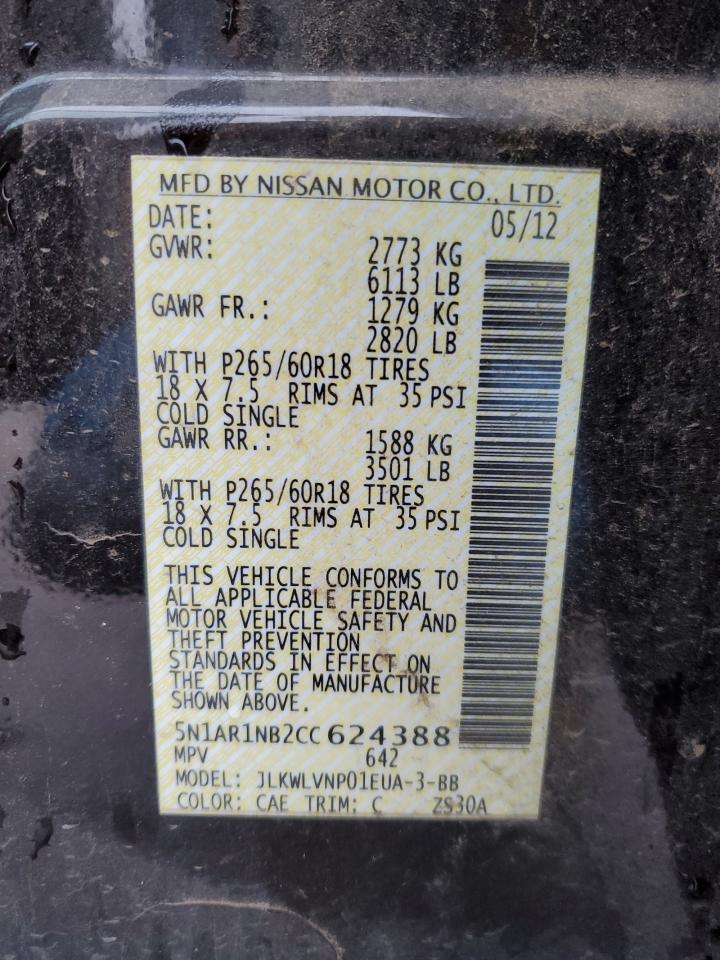 MFD BY NISSAN MOTOR CO., LTD.
DATE: 05/12
GVWR: 2773 KG
6113 LB
GAWR FR.: 1279 KG
2820 LB
WITH P265/60R18 TIRES
18 X 7.5 RIMS AT 35 PSI
COLD SINGLE
GAWR RR.: 1588 KG
3501 LB
WITH P265/60R18 TIRES
18 X 7.5 RIMS AT 35 PSI
COLD SINGLE
THIS VEHICLE CONFORMS TO
ALL APPLICABLE FEDERAL
MOTOR VEHICLE SAFETY AND
THEFT PREVENTION
STANDARDS IN EFFECT ON
THE DATE OF MANUFACTURE
SHOWN ABOVE.
5N1AR1NB2CC624388
MPV 642
MODEL: JLKWLVNP01EUA-3-BB
COLOR: CAE TRIM: C ZS30A